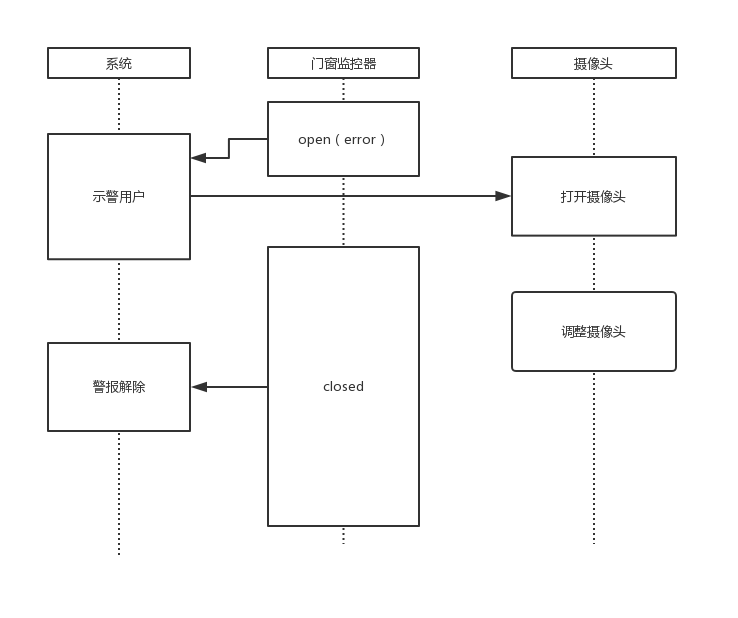 系统
门窗监控器
摄像头
open（error）
示警用户
打开摄像头
调整摄像头
警报解除
closed